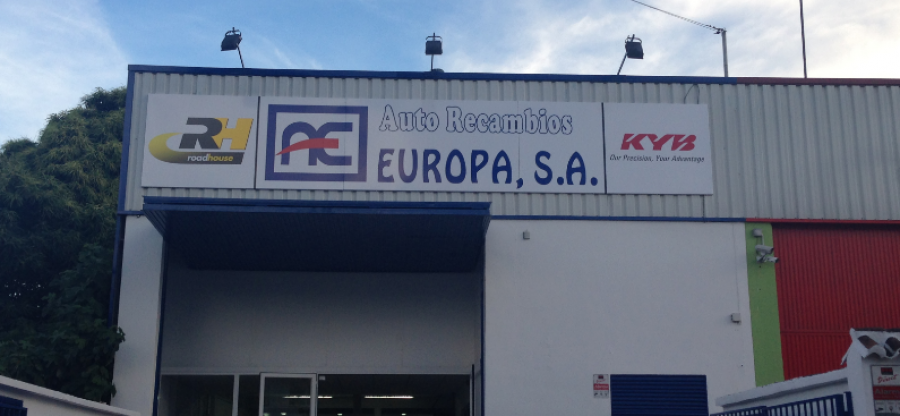 RH
roadhouse
AE
Auto Recambios
EUROPA, S.A.
KYB
Our Precision, Your Advantage